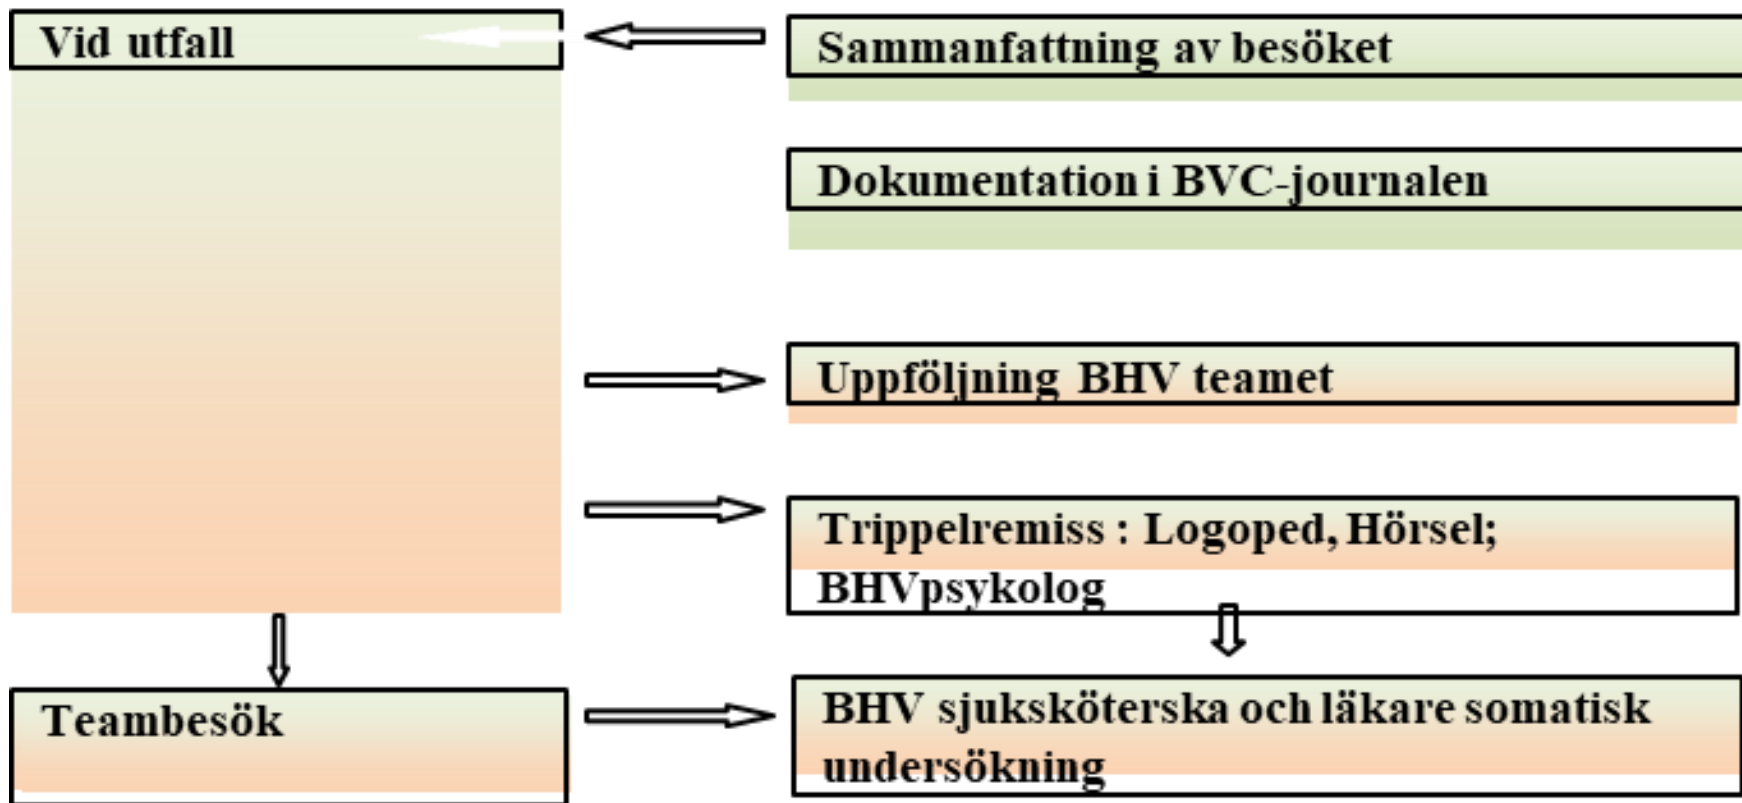 Vid utfall
Sammanfattning av besöket
Dokumentation i BVC-journalen
Uppföljning BHV teamet
Trippelremiss : Logoped, Hörsel;
BHVpsykolog
Teambesök
BHV sjuksköterska och läkare somatisk
undersökning